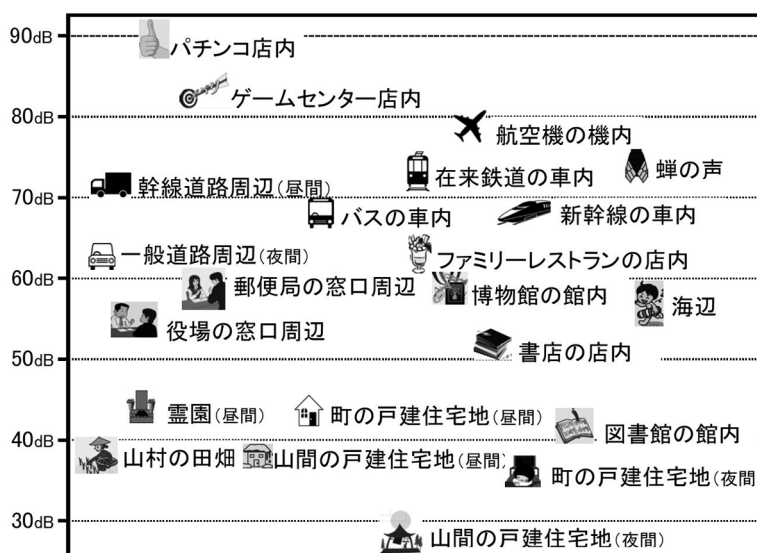 90dB
パチンコ店内
ゲームセンター店内
80dB
航空機の機内
蝉の声
在来鉄道の車内
幹線道路周辺(昼間)
70dB
バスの車内
新幹線の車内
一般道路周辺(夜間)
ファミリーレストランの店内
60dB
郵便局の窓口周辺
博物館の館内
海辺
役場の窓口周辺
書店の店内
50dB
霊園(昼間)
町の戸建住宅地(昼間)
図書館の館内
40dB
山村の田畑
山間の戸建住宅地(昼間)
町の戸建住宅地(夜間
30dB
山間の戸建住宅地(夜間)